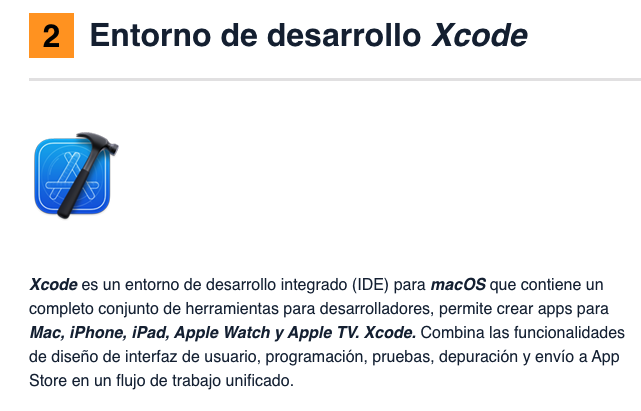 2 Entorno de desarrollo Xcode
Xcode es un entorno de desarrollo integrado (IDE) para macOS que contiene un
completo conjunto de herramientas para desarrolladores, permite crear apps para
Mac, iPhone, iPad, Apple Watch y Apple TV. Xcode. Combina las funcionalidades
de diseño de interfaz de usuario, programación, pruebas, depuración y envío a App
Store en un flujo de trabajo unificado.